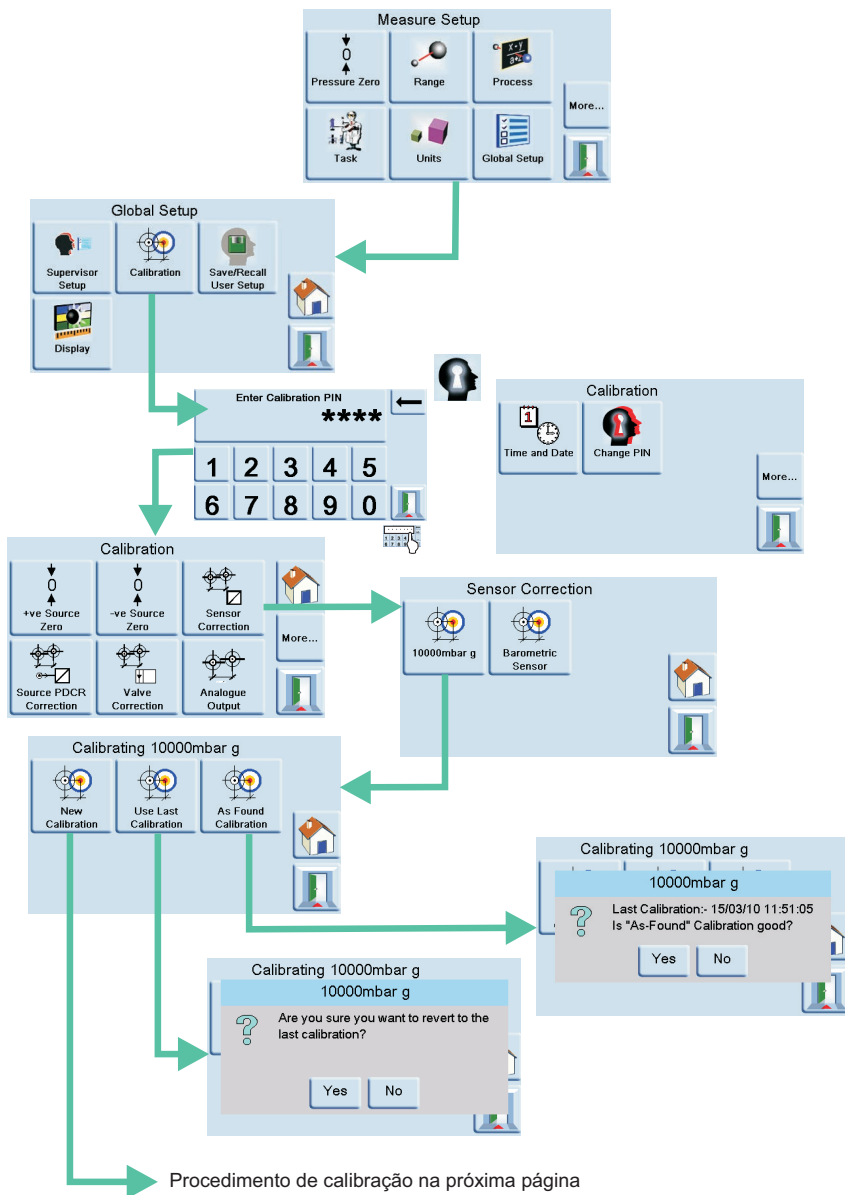 Measure Setup
0
Pressure Zero
Range
x-y
a+z
Process
More...
Task
Units
Global Setup
Global Setup
Supervisor
Setup
Calibration
Save/Recall
User Setup
Display
Enter Calibration PIN
****
1 2 3 4 5
6 7 8 9 0
Calibration
1
Time and Date
Change PIN
More...
Calibration
0
+ve Source
Zero
0
-ve Source
Zero
Sensor
Correction
More...
Source PDCR
Correction
Valve
Correction
Analogue
Output
Sensor Correction
10000mbar g
Barometric
Sensor
Calibrating 10000mbar g
New
Calibration
Use Last
Calibration
As Found
Calibration
Calibrating 10000mbar g
10000mbar g
Last Calibration:- 15/03/10 11:51:05
Is "As-Found" Calibration good?
Yes No
Calibrating 10000mbar g
10000mbar g
Are you sure you want to revert to the
last calibration?
Yes No
Procedimento de calibração na próxima página